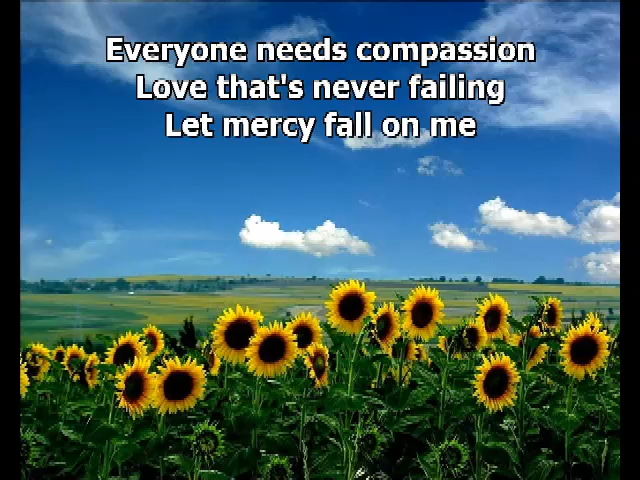 Everyone needs compassion
Love that's never failing
Let mercy fall on me